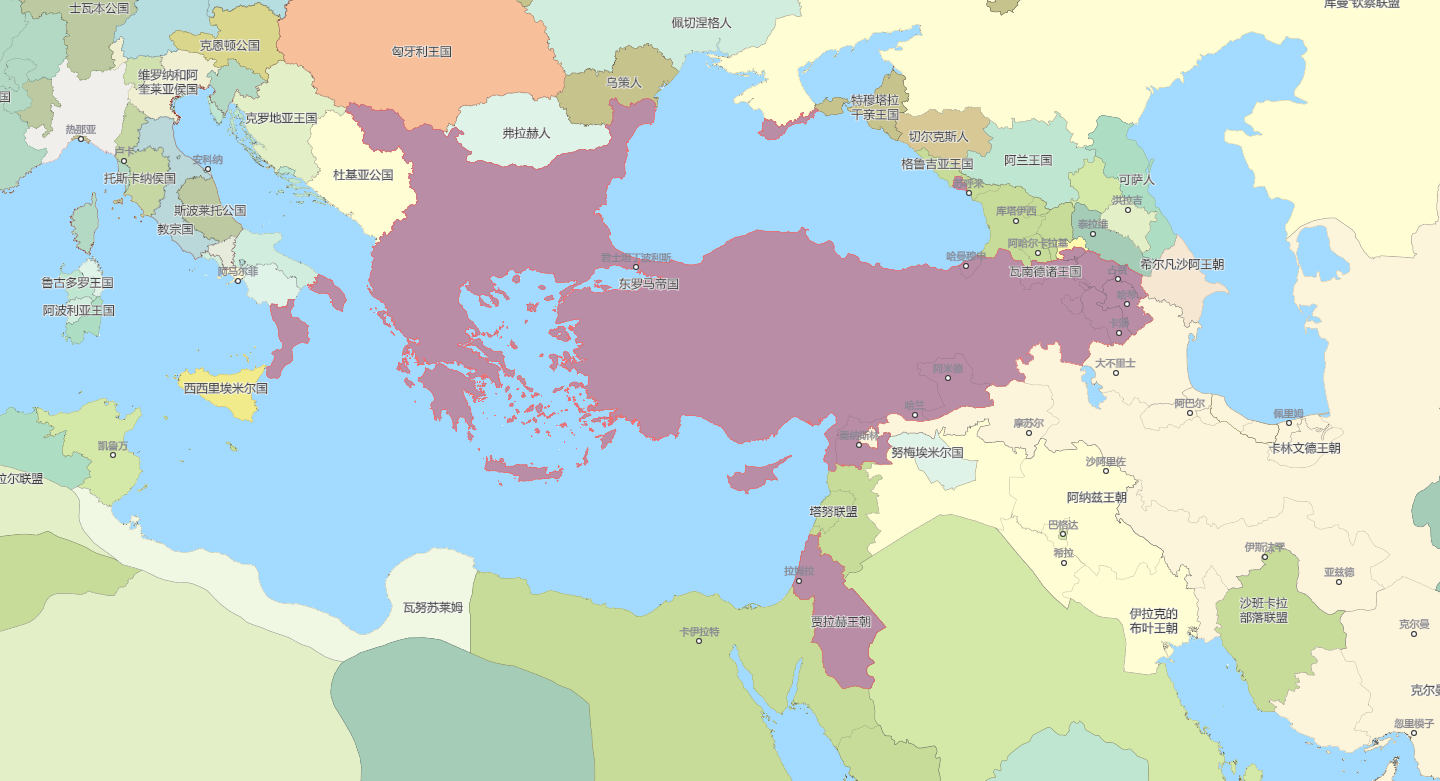 士瓦本公国
库曼-钦察联盟
佩切涅格人
克恩顿公国
匈牙利王国
维罗纳和阿
奎莱亚侯国
乌策人
国
特穆塔拉
干亲王国
克罗地亚王国
热那亚
弗拉赫人
切尔克斯人
卢卡
安科纳
格鲁吉亚王国
阿兰王国
托斯卡纳侯国
杜基亚公国
可萨人
洪拉吉
斯波莱托公国
库塔伊西
泰拉维
教宗国
阿哈尔卡拉基
君士坦丁波利斯
希尔凡沙阿王朝
阿马尔菲
瓦南德诸王国
鲁古多罗王国
东罗马帝国
阿波利亚王国
大不里士
西西里埃米尔国
阿米德
哈兰
阿巴尔
佩里姆
摩苏尔
凯鲁万
卡林文德王朝
努梅埃米尔国
沙阿里佐
拉尔联盟
阿纳兹王朝
塔努联盟
巴格达
伊斯法罕
希拉
亚兹德
拉姆拉
瓦努苏莱姆
沙班卡拉
部落联盟
伊拉克的
布叶王朝
贾拉赫王朝
卡伊拉特
克尔曼
忽里模子